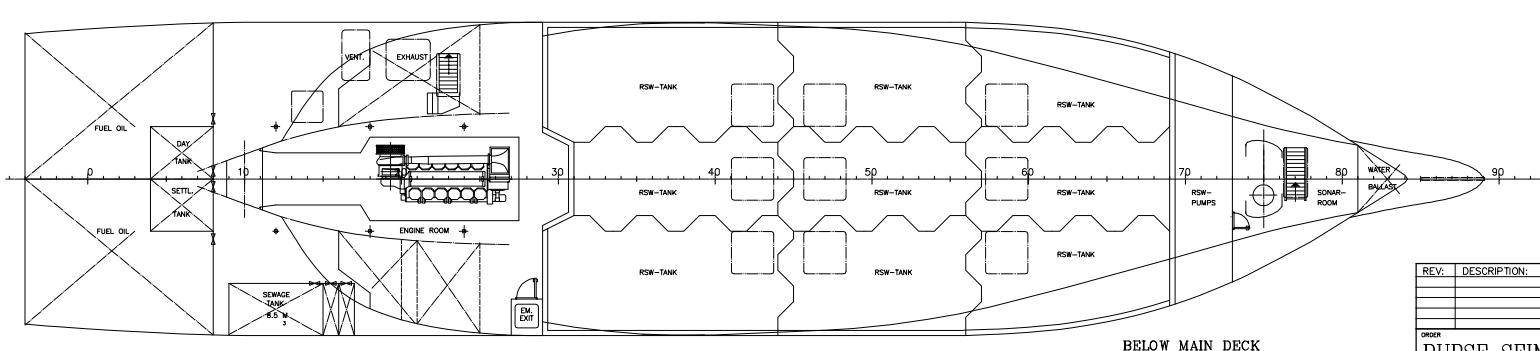 VENT.
EXHAUST
RSW-TANK
RSW-TANK
RSW-TANK
FUEL OIL
DAY
TANK
0
10
30
40
50
60
70
80
90
SETTL.
TANK
RSW-TANK
RSW-TANK
RSW-TANK
RSW-
PUMPS
SONAR-
ROOM
WATER
BALLAST
FUEL OIL
ENGINE ROOM
RSW-TANK
RSW-TANK
RSW-TANK
SEWAGE
TANK
8.5 M
3
EM.
EXIT
BELOW MAIN DECK
REV:
DESCRIPTION:
ORDER